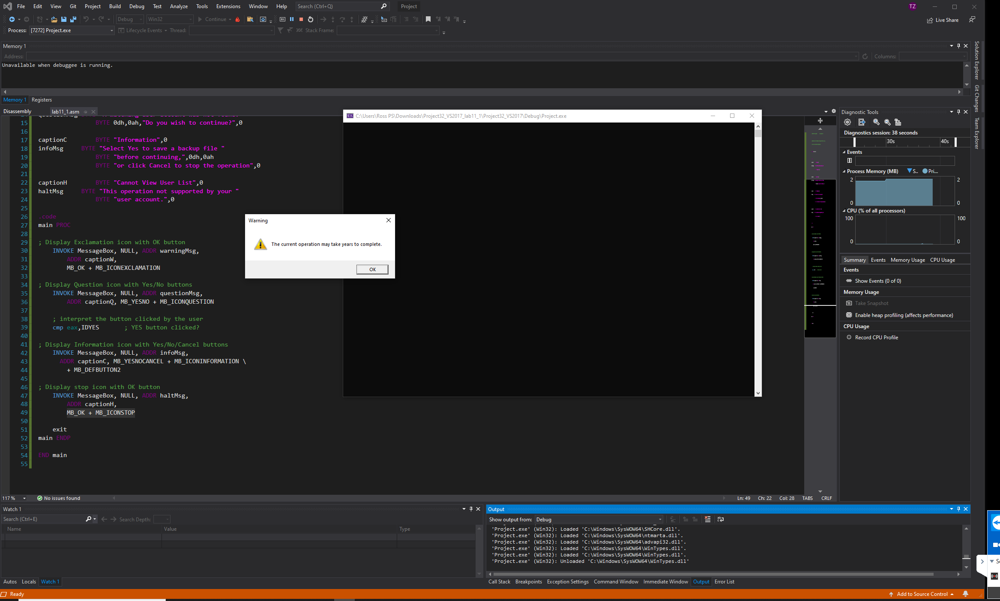 File Edit View Git Project Build Debug Test Analyze Tools Extensions Window Help Search (Ctrl+Q) Project TZ
Debug Win32 Continue Live Share
Process: [7272] Project.exe Lifecycle Events Thread: Stack Frame:
Memory 1
Address: Columns:
Unavailable when debuggee is running.
Memory 1 Registers
Solution Explorer
Git Changes
Team Explorer
Disassembly lab11_1.asm
15 BYTE 0dh,0ah,"Do you wish to continue?",0
16
17 captionC BYTE "Information",0
18 infoMsg BYTE "Select Yes to save a backup file "
19 BYTE "before continuing,",0dh,0ah
20 BYTE "or click Cancel to stop the operation",0
21
22 captionH BYTE "Cannot View User List",0
23 haltMsg BYTE "This operation not supported by your "
24 BYTE "user account.",0
25
26 .code
27 main PROC
28
29 ; Display Exclamation icon with OK button
30 INVOKE MessageBox, NULL, ADDR warningMsg,
31 ADDR captionW,
32 MB_OK + MB_ICONEXCLAMATION
33
34 ; Display Question icon with Yes/No buttons
35 INVOKE MessageBox, NULL, ADDR questionMsg,
36 ADDR captionQ, MB_YESNO + MB_ICONQUESTION
37
38 ; interpret the button clicked by the user
39 cmp eax,IDYES ; YES button clicked?
40
41 ; Display Information icon with Yes/No/Cancel buttons
42 INVOKE MessageBox, NULL, ADDR infoMsg,
43 ADDR captionC, MB_YESNOCANCEL + MB_ICONINFORMATION \
44 + MB_DEFBUTTON2
45
46 ; Display stop icon with OK button
47 INVOKE MessageBox, NULL, ADDR haltMsg,
48 ADDR captionH,
49 MB_OK + MB_ICONSTOP
50
51 exit
52 main ENDP
53
54 END main
55
117 % No issues found Ln: 49 Ch: 22 Col: 28 TABS CRLF
C:\Users\Ross PS\Downloads\Project32_VS2017_lab11_1\Project32_VS2017\Debug\Project.exe
Warning
The current operation may take years to complete.
OK
Diagnostic Tools
Diagnostics session: 38 seconds
30s 40s
Events
Process Memory (MB) S.. Pri...
2 2
0 0
CPU (% of all processors)
100 100
0 0
Summary Events Memory Usage CPU Usage
Events
Show Events (0 of 0)
Memory Usage
Take Snapshot
Enable heap profiling (affects performance)
CPU Usage
Record CPU Profile
Watch 1
Search (Ctrl+E) Search Depth:
Name Value Type
Autos Locals Watch 1
Output
Show output from: Debug
'Project.exe' (Win32): Loaded 'C:\Windows\SysWOW64\SHCore.dll'.
'Project.exe' (Win32): Loaded 'C:\Windows\SysWOW64\ntmarta.dll'.
'Project.exe' (Win32): Loaded 'C:\Windows\SysWOW64\advapi32.dll'.
'Project.exe' (Win32): Loaded 'C:\Windows\SysWOW64\WinTypes.dll'.
'Project.exe' (Win32): Loaded 'C:\Windows\SysWOW64\WinTypes.dll'.
'Project.exe' (Win32): Unloaded 'C:\Windows\SysWOW64\WinTypes.dll'
Call Stack Breakpoints Exception Settings Command Window Immediate Window Output Error List
Ready Add to Source Control